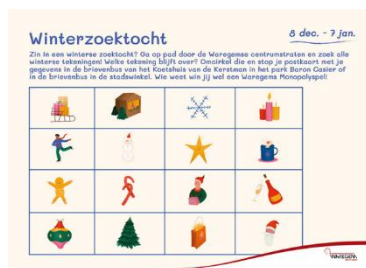 Winterzoektocht
8 dec. - 7 jan.
Zin in een winterse zoektocht? Ga op pad door de Waregemse centrumstraten en zoek alle
winterse tekeningen! Welke tekening blijft over? Omcirkel die en stop je postkaart met je
gegevens in de brievenbus van het Koetshuis van de Kerstman in het park Baron Casier of
in de brievenbus in de stadswinkel. Wie weet win jij wel een Waregems Monopolyspel!
WAREGEM